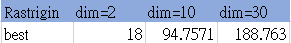 Rastrigin dim=2 dim=10 dim=30
best 18 94.7571 188.763